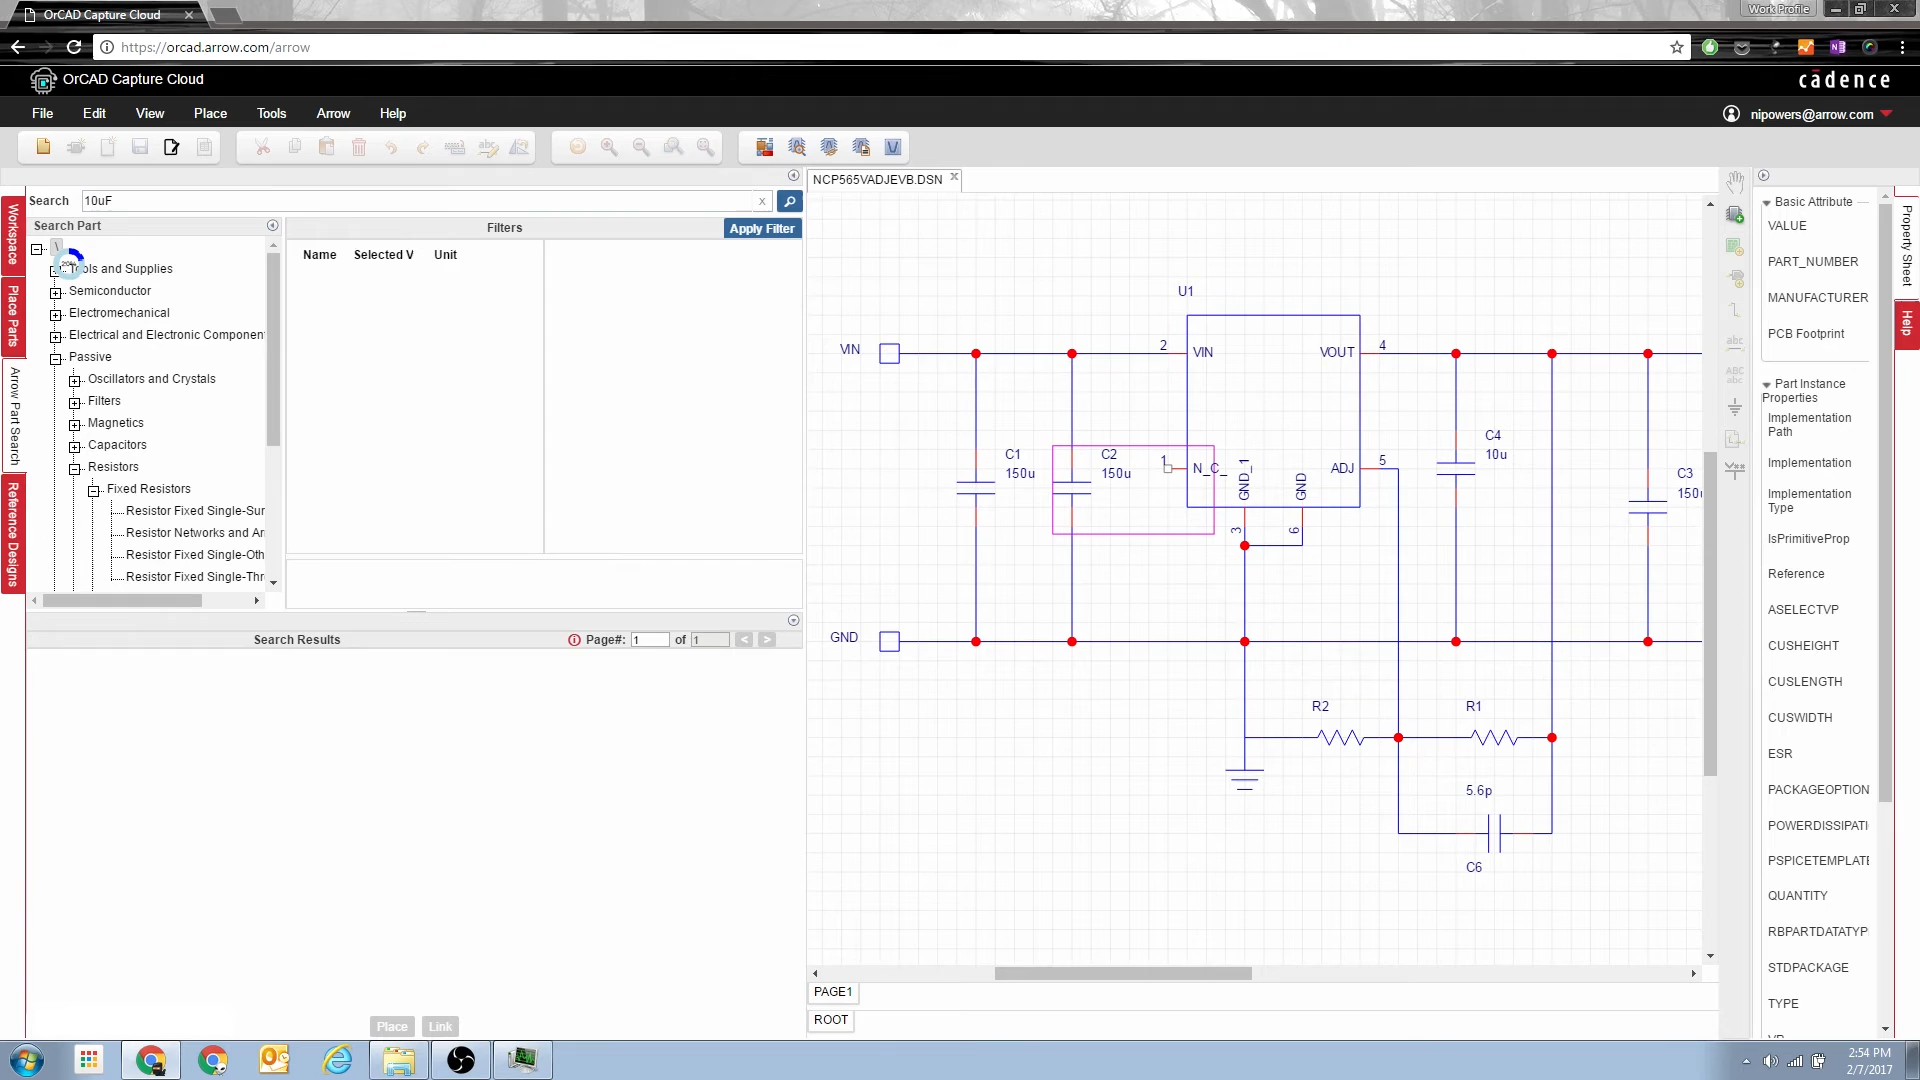 OrCAD Capture Cloud
Work Profile
https://orcad.arrow.com/arrow
OrCAD Capture Cloud
cādence
File Edit View Place Tools Arrow Help
nipowers@arrow.com
NCP565VADJEVB.DSN
Search 10uF x
Search Part
Filters
Apply Filter
Name Selected V Unit
\
Tools and Supplies
Semiconductor
Electromechanical
Electrical and Electronic Componen
Passive
Oscillators and Crystals
Filters
Magnetics
Capacitors
Resistors
Fixed Resistors
Resistor Fixed Single-Sur
Resistor Networks and Ar
Resistor Fixed Single-Oth
Resistor Fixed Single-Thr
Workspace
Place Parts
Arrow Part Search
Reference Designs
Search Results
Page#: 1 of 1 < >
Place Link
U1
VIN
2 VIN
VOUT 4
C1
150u
C2
150u
1 N_C_
GND_1
GND
ADJ 5
3
6
C4
10u
C3
150u
GND
R2
R1
5.6p
C6
PAGE1
ROOT
Basic Attribute
VALUE
PART_NUMBER
MANUFACTURER
PCB Footprint
Part Instance
Properties
Implementation
Path
Implementation
Implementation
Type
IsPrimitiveProp
Reference
ASELECTVP
CUSHEIGHT
CUSLENGTH
CUSWIDTH
ESR
PACKAGEOPTION
POWERDISSIPATI
PSPICETEMPLATE
QUANTITY
RBPARTDATATYP
STDPACKAGE
TYPE
Property Sheet
Help
2:54 PM
2/7/2017